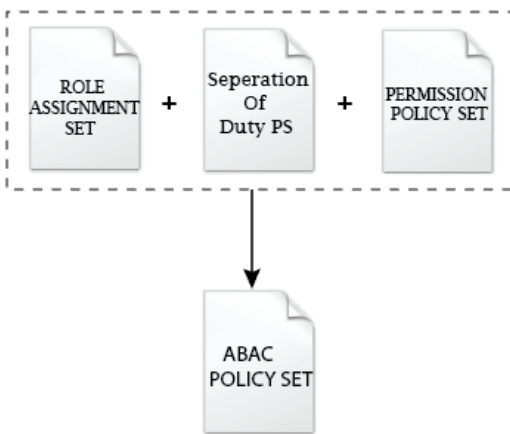 ROLE
ASSIGNMENT
SET
+
Seperation
Of
Duty PS
+
PERMISSION
POLICY SET
ABAC
POLICY SET